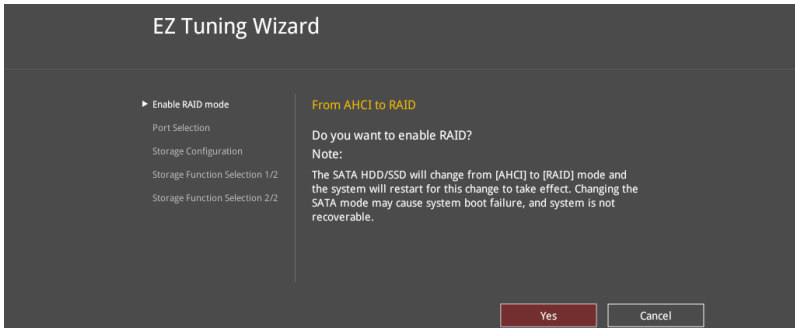 EZ Tuning Wizard
Enable RAID mode
Port Selection
Storage Configuration
Storage Function Selection 1/2
Storage Function Selection 2/2
From AHCI to RAID
Do you want to enable RAID?
Note:
The SATA HDD/SSD will change from [AHCI] to [RAID] mode and
the system will restart for this change to take effect. Changing the
SATA mode may cause system boot failure, and system is not
recoverable.
Yes
Cancel